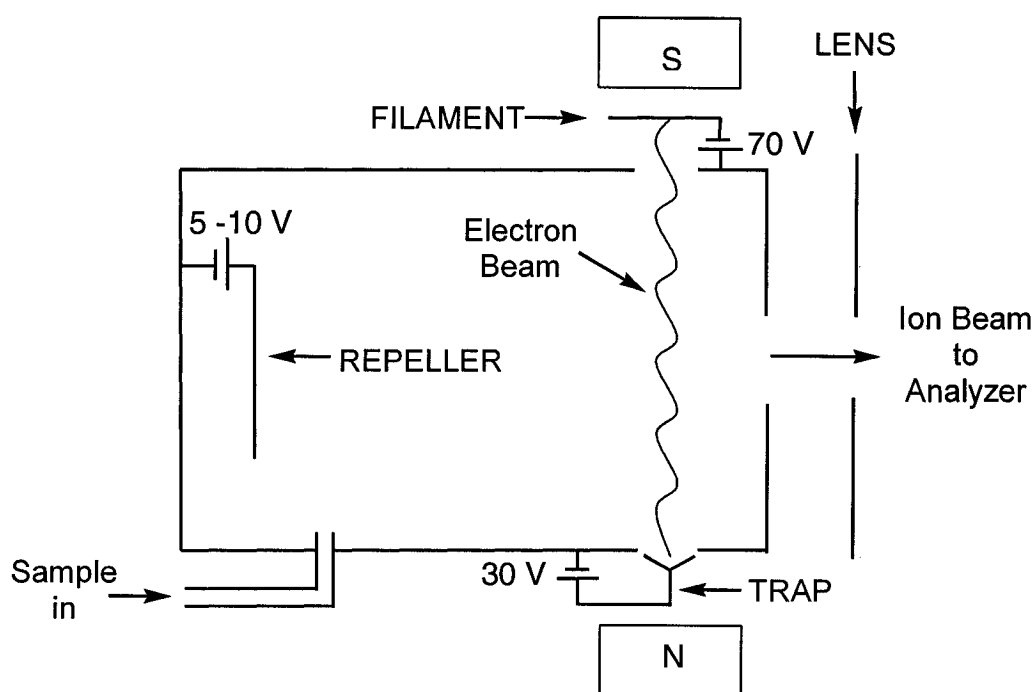 S
LENS
FILAMENT
70 V
5 -10 V
Electron
Beam
Ion Beam
to
Analyzer
REPELLER
Sample
in
30 V
TRAP
N